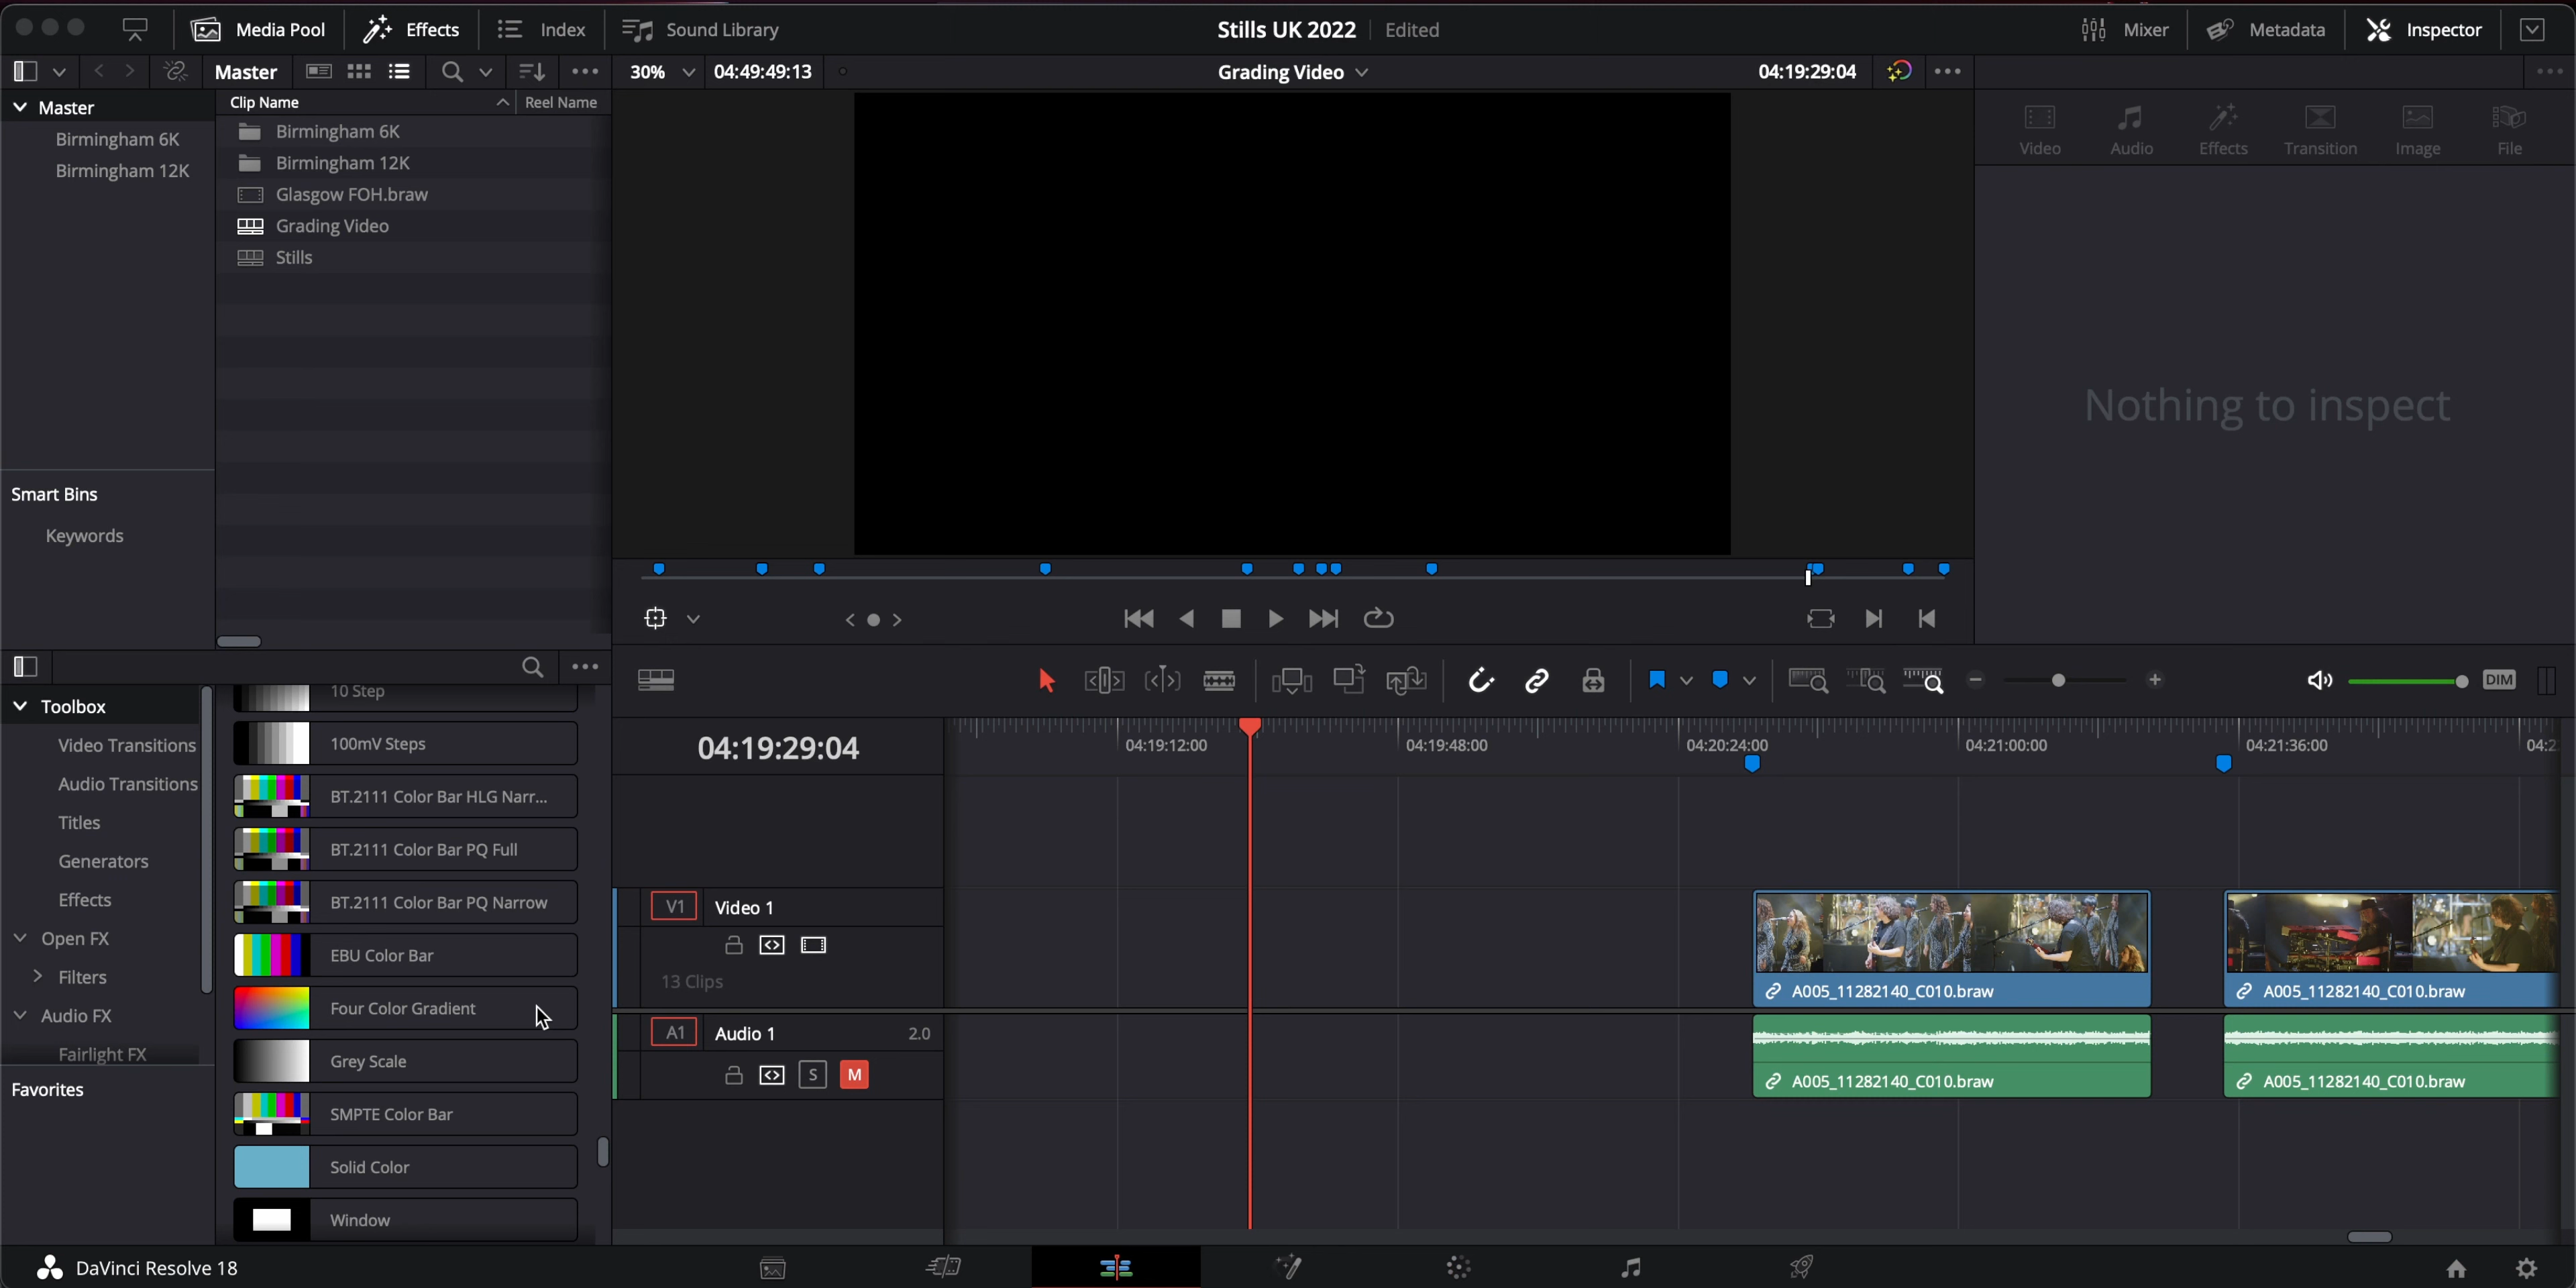 Media Pool Effects Index Sound Library Stills UK 2022 Edited Mixer Metadata Inspector
Master 30% 04:49:49:13 Grading Video 04:19:29:04
Master
Birmingham 6K
Birmingham 12K
Clip Name Reel Name
Birmingham 6K
Birmingham 12K
Glasgow FOH.braw
Grading Video
Stills
Video Audio Effects Transition Image File
Nothing to inspect
Smart Bins
Keywords
Toolbox
Video Transitions
Audio Transitions
Titles
Generators
Effects
Open FX
Filters
Audio FX
Fairlight FX
Favorites
10 Step
100mV Steps
BT.2111 Color Bar HLG Narr...
BT.2111 Color Bar PQ Full
BT.2111 Color Bar PQ Narrow
EBU Color Bar
Four Color Gradient
Grey Scale
SMPTE Color Bar
Solid Color
Window
DIM
04:19:29:04
04:19:12:00 04:19:48:00 04:20:24:00 04:21:00:00 04:21:36:00 04:2
V1 Video 1
13 Clips
A005_11282140_C010.braw A005_11282140_C010.braw
A1 Audio 1 2.0
S M
A005_11282140_C010.braw A005_11282140_C010.braw
DaVinci Resolve 18